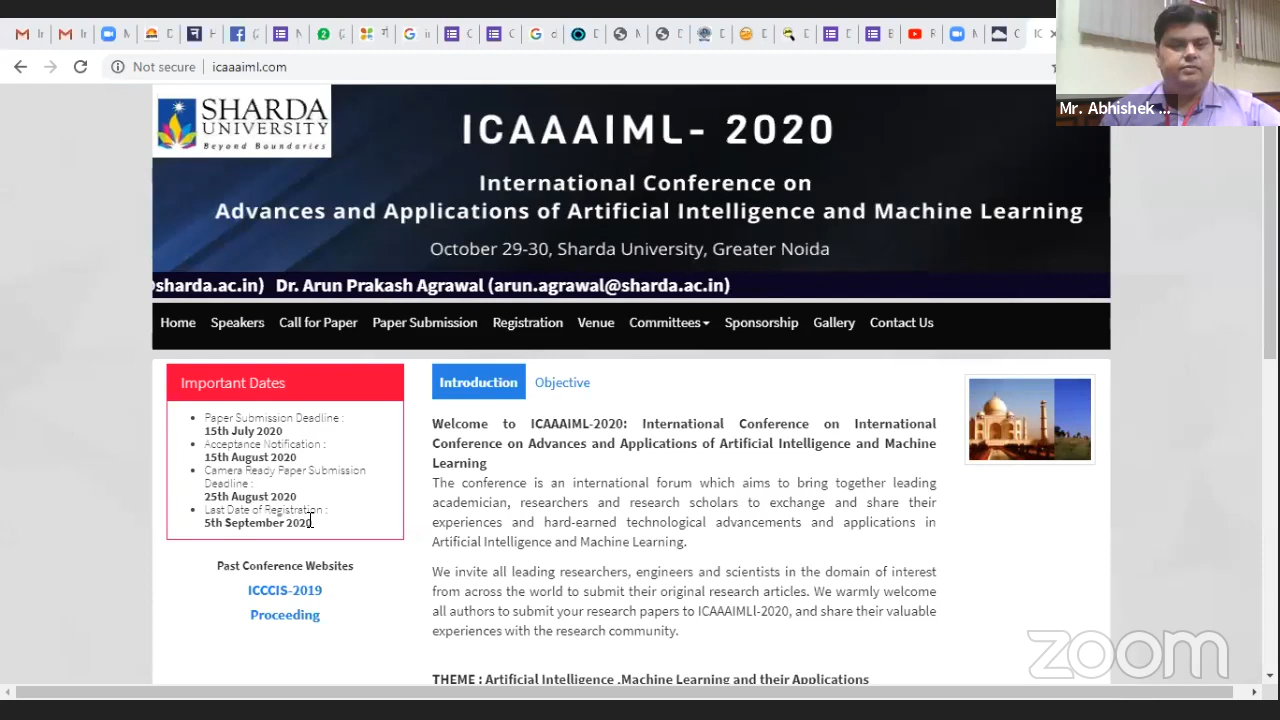 Not secure
icaaaiml.com
Mr. Abhishek ...
SHARDA
UNIVERSITY
Beyond Boundaries
ICAAAIML- 2020
International Conference on
Advances and Applications of Artificial Intelligence and Machine Learning
October 29-30, Sharda University, Greater Noida
sharda.ac.in) Dr. Arun Prakash Agrawal (arun.agrawal@sharda.ac.in)
Home Speakers Call for Paper Paper Submission Registration Venue Committees Sponsorship Gallery Contact Us
Important Dates
Paper Submission Deadline :
15th July 2020
Acceptance Notification :
15th August 2020
Camera Ready Paper Submission
Deadline :
25th August 2020
Last Date of Registration :
5th September 2020
Past Conference Websites
ICCCIS-2019
Proceeding
Introduction Objective
Welcome to ICAAAIML-2020: International Conference on International
Conference on Advances and Applications of Artificial Intelligence and Machine
Learning
The conference is an international forum which aims to bring together leading
academician, researchers and research scholars to exchange and share their
experiences and hard-earned technological advancements and applications in
Artificial Intelligence and Machine Learning.
We invite all leading researchers, engineers and scientists in the domain of interest
from across the world to submit their original research articles. We warmly welcome
all authors to submit your research papers to ICAAAIMLl-2020, and share their valuable
experiences with the research community.
THEME : Artificial Intelligence ,Machine Learning and their Applications
zoom